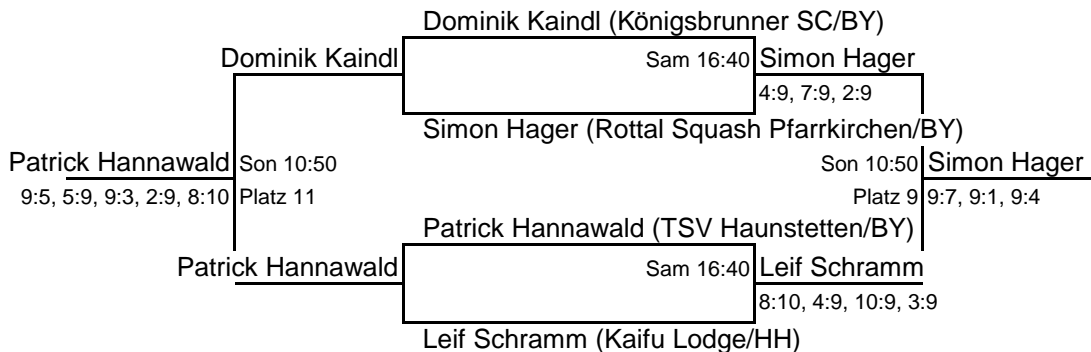 Dominik Kaindl (Königsbrunner SC/BY)
Dominik Kaindl
Sam 16:40 Simon Hager
4:9, 7:9, 2:9
Simon Hager (Rottal Squash Pfarrkirchen/BY)
Patrick Hannawald Son 10:50
Son 10:50 Simon Hager
9:5, 5:9, 9:3, 2:9, 8:10 Platz 11
Platz 9 9:7, 9:1, 9:4
Patrick Hannawald (TSV Haunstetten/BY)
Patrick Hannawald
Sam 16:40 Leif Schramm
8:10, 4:9, 10:9, 3:9
Leif Schramm (Kaifu Lodge/HH)